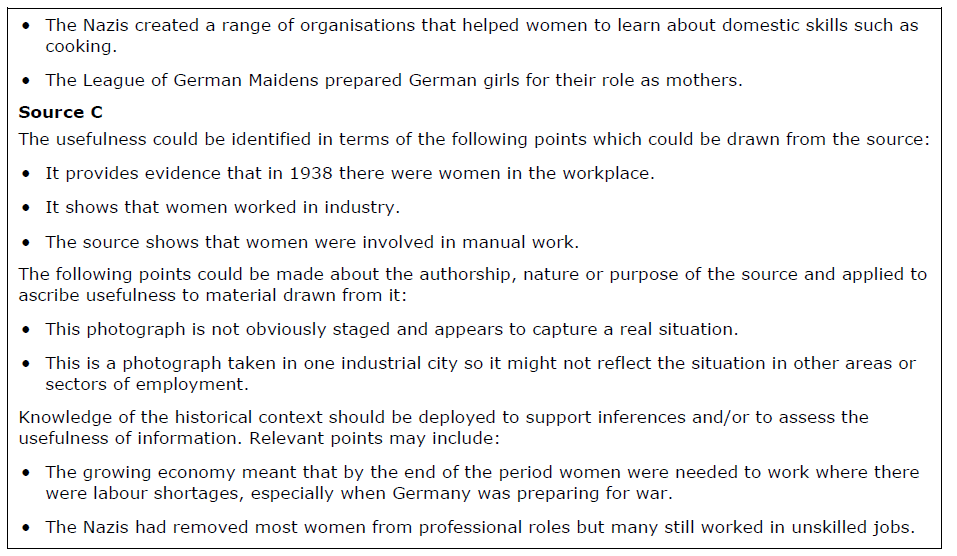 • The Nazis created a range of organisations that helped women to learn about domestic skills such as
cooking.
• The League of German Maidens prepared German girls for their role as mothers.
Source C
The usefulness could be identified in terms of the following points which could be drawn from the source:
• It provides evidence that in 1938 there were women in the workplace.
• It shows that women worked in industry.
• The source shows that women were involved in manual work.
The following points could be made about the authorship, nature or purpose of the source and applied to
ascribe usefulness to material drawn from it:
• This photograph is not obviously staged and appears to capture a real situation.
• This is a photograph taken in one industrial city so it might not reflect the situation in other areas or
sectors of employment.
Knowledge of the historical context should be deployed to support inferences and/or to assess the
usefulness of information. Relevant points may include:
• The growing economy meant that by the end of the period women were needed to work where there
were labour shortages, especially when Germany was preparing for war.
• The Nazis had removed most women from professional roles but many still worked in unskilled jobs.